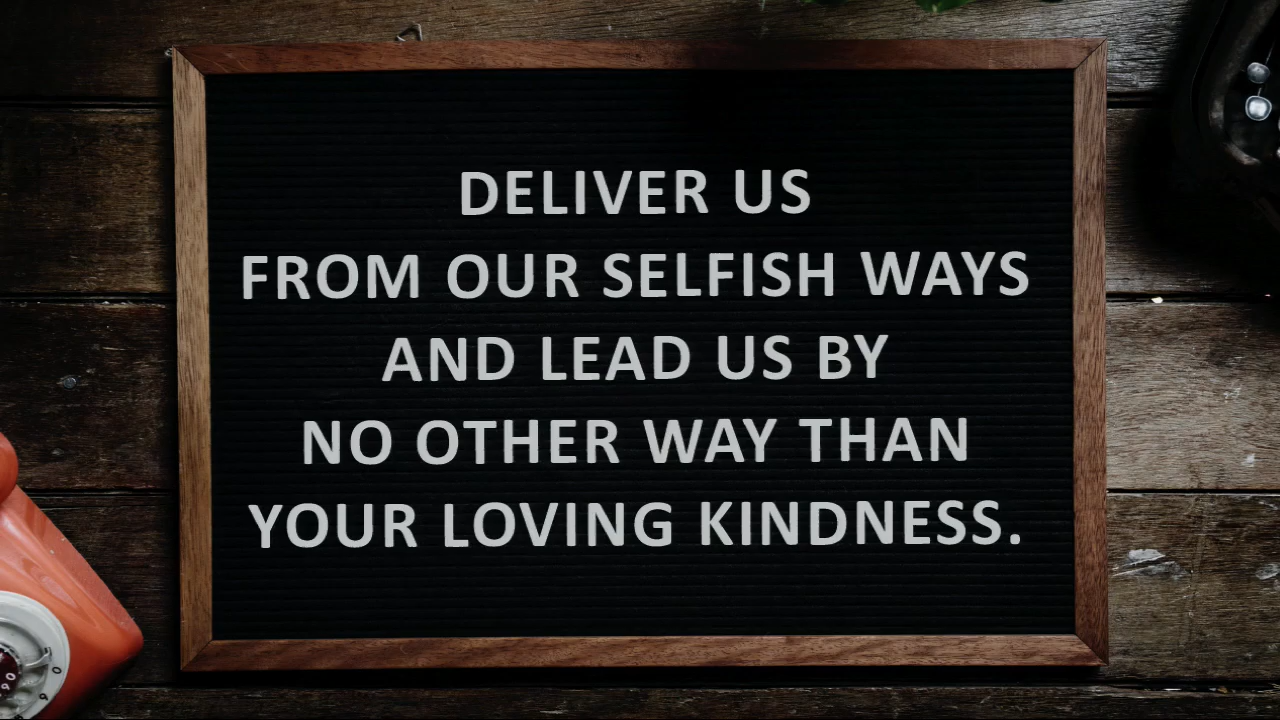 DELIVER US
FROM OUR SELFISH WAYS
AND LEAD US BY
NO OTHER WAY THAN
YOUR LOVING KINDNESS.